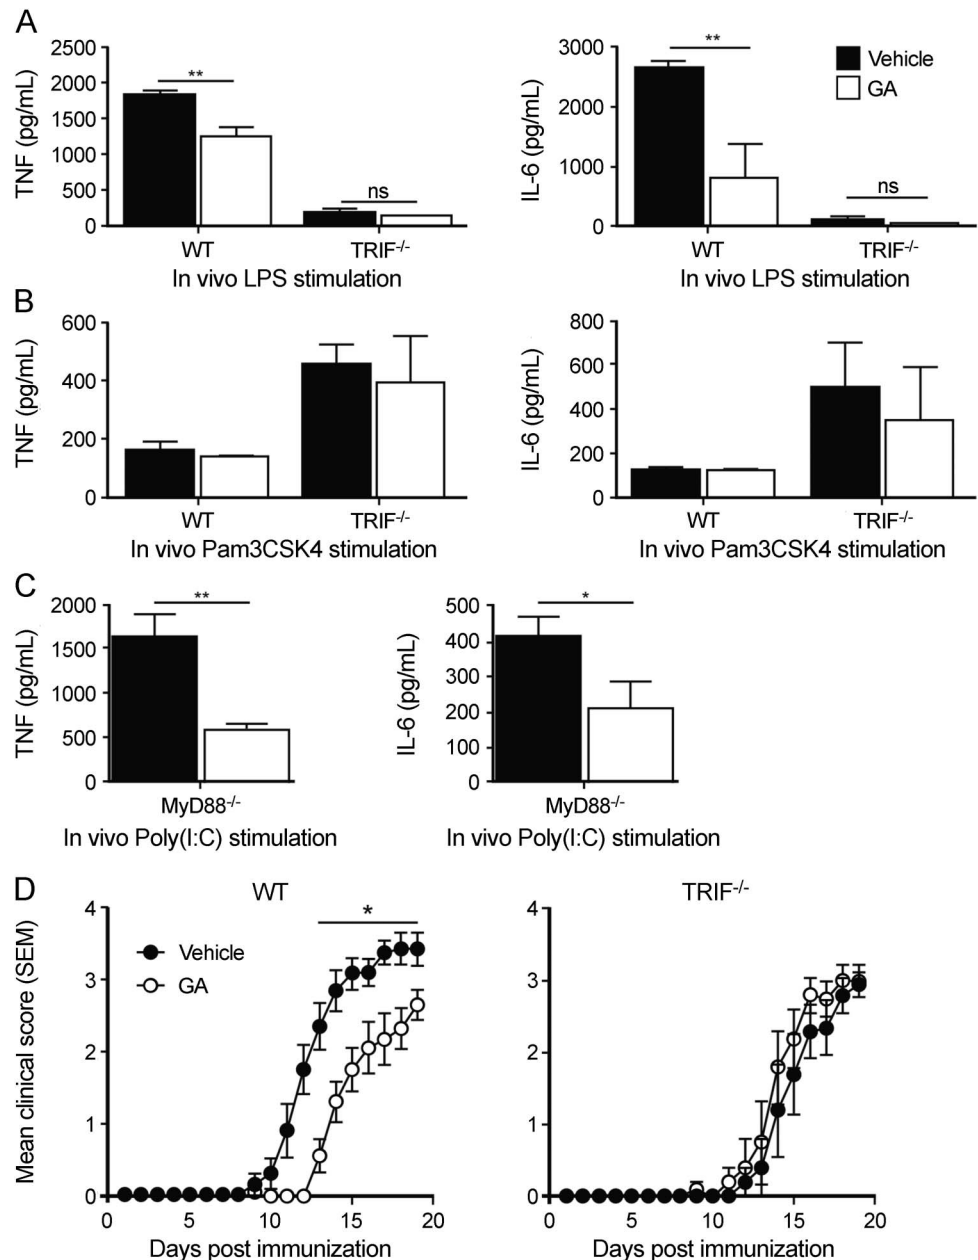 A
TNF (pg/mL)
2500
2000
1500
1000
500
0
**
ns
WT
TRIF-/-
In vivo LPS stimulation
IL-6 (pg/mL)
3000
2000
1000
0
**
ns
WT
TRIF-/-
In vivo LPS stimulation
Vehicle
GA
B
TNF (pg/mL)
600
400
200
0
WT
TRIF-/-
In vivo Pam3CSK4 stimulation
IL-6 (pg/mL)
800
600
400
200
0
WT
TRIF-/-
In vivo Pam3CSK4 stimulation
C
TNF (pg/mL)
2000
1500
1000
500
0
**
MyD88-/-
In vivo Poly(I:C) stimulation
IL-6 (pg/mL)
500
400
300
200
100
0
*
MyD88-/-
In vivo Poly(I:C) stimulation
D
WT
Mean clinical score (SEM)
4
3
2
1
0
*
Vehicle
GA
0 5 10 15 20
Days post immunization
TRIF-/-
4
3
2
1
0
0 5 10 15 20
Days post immunization